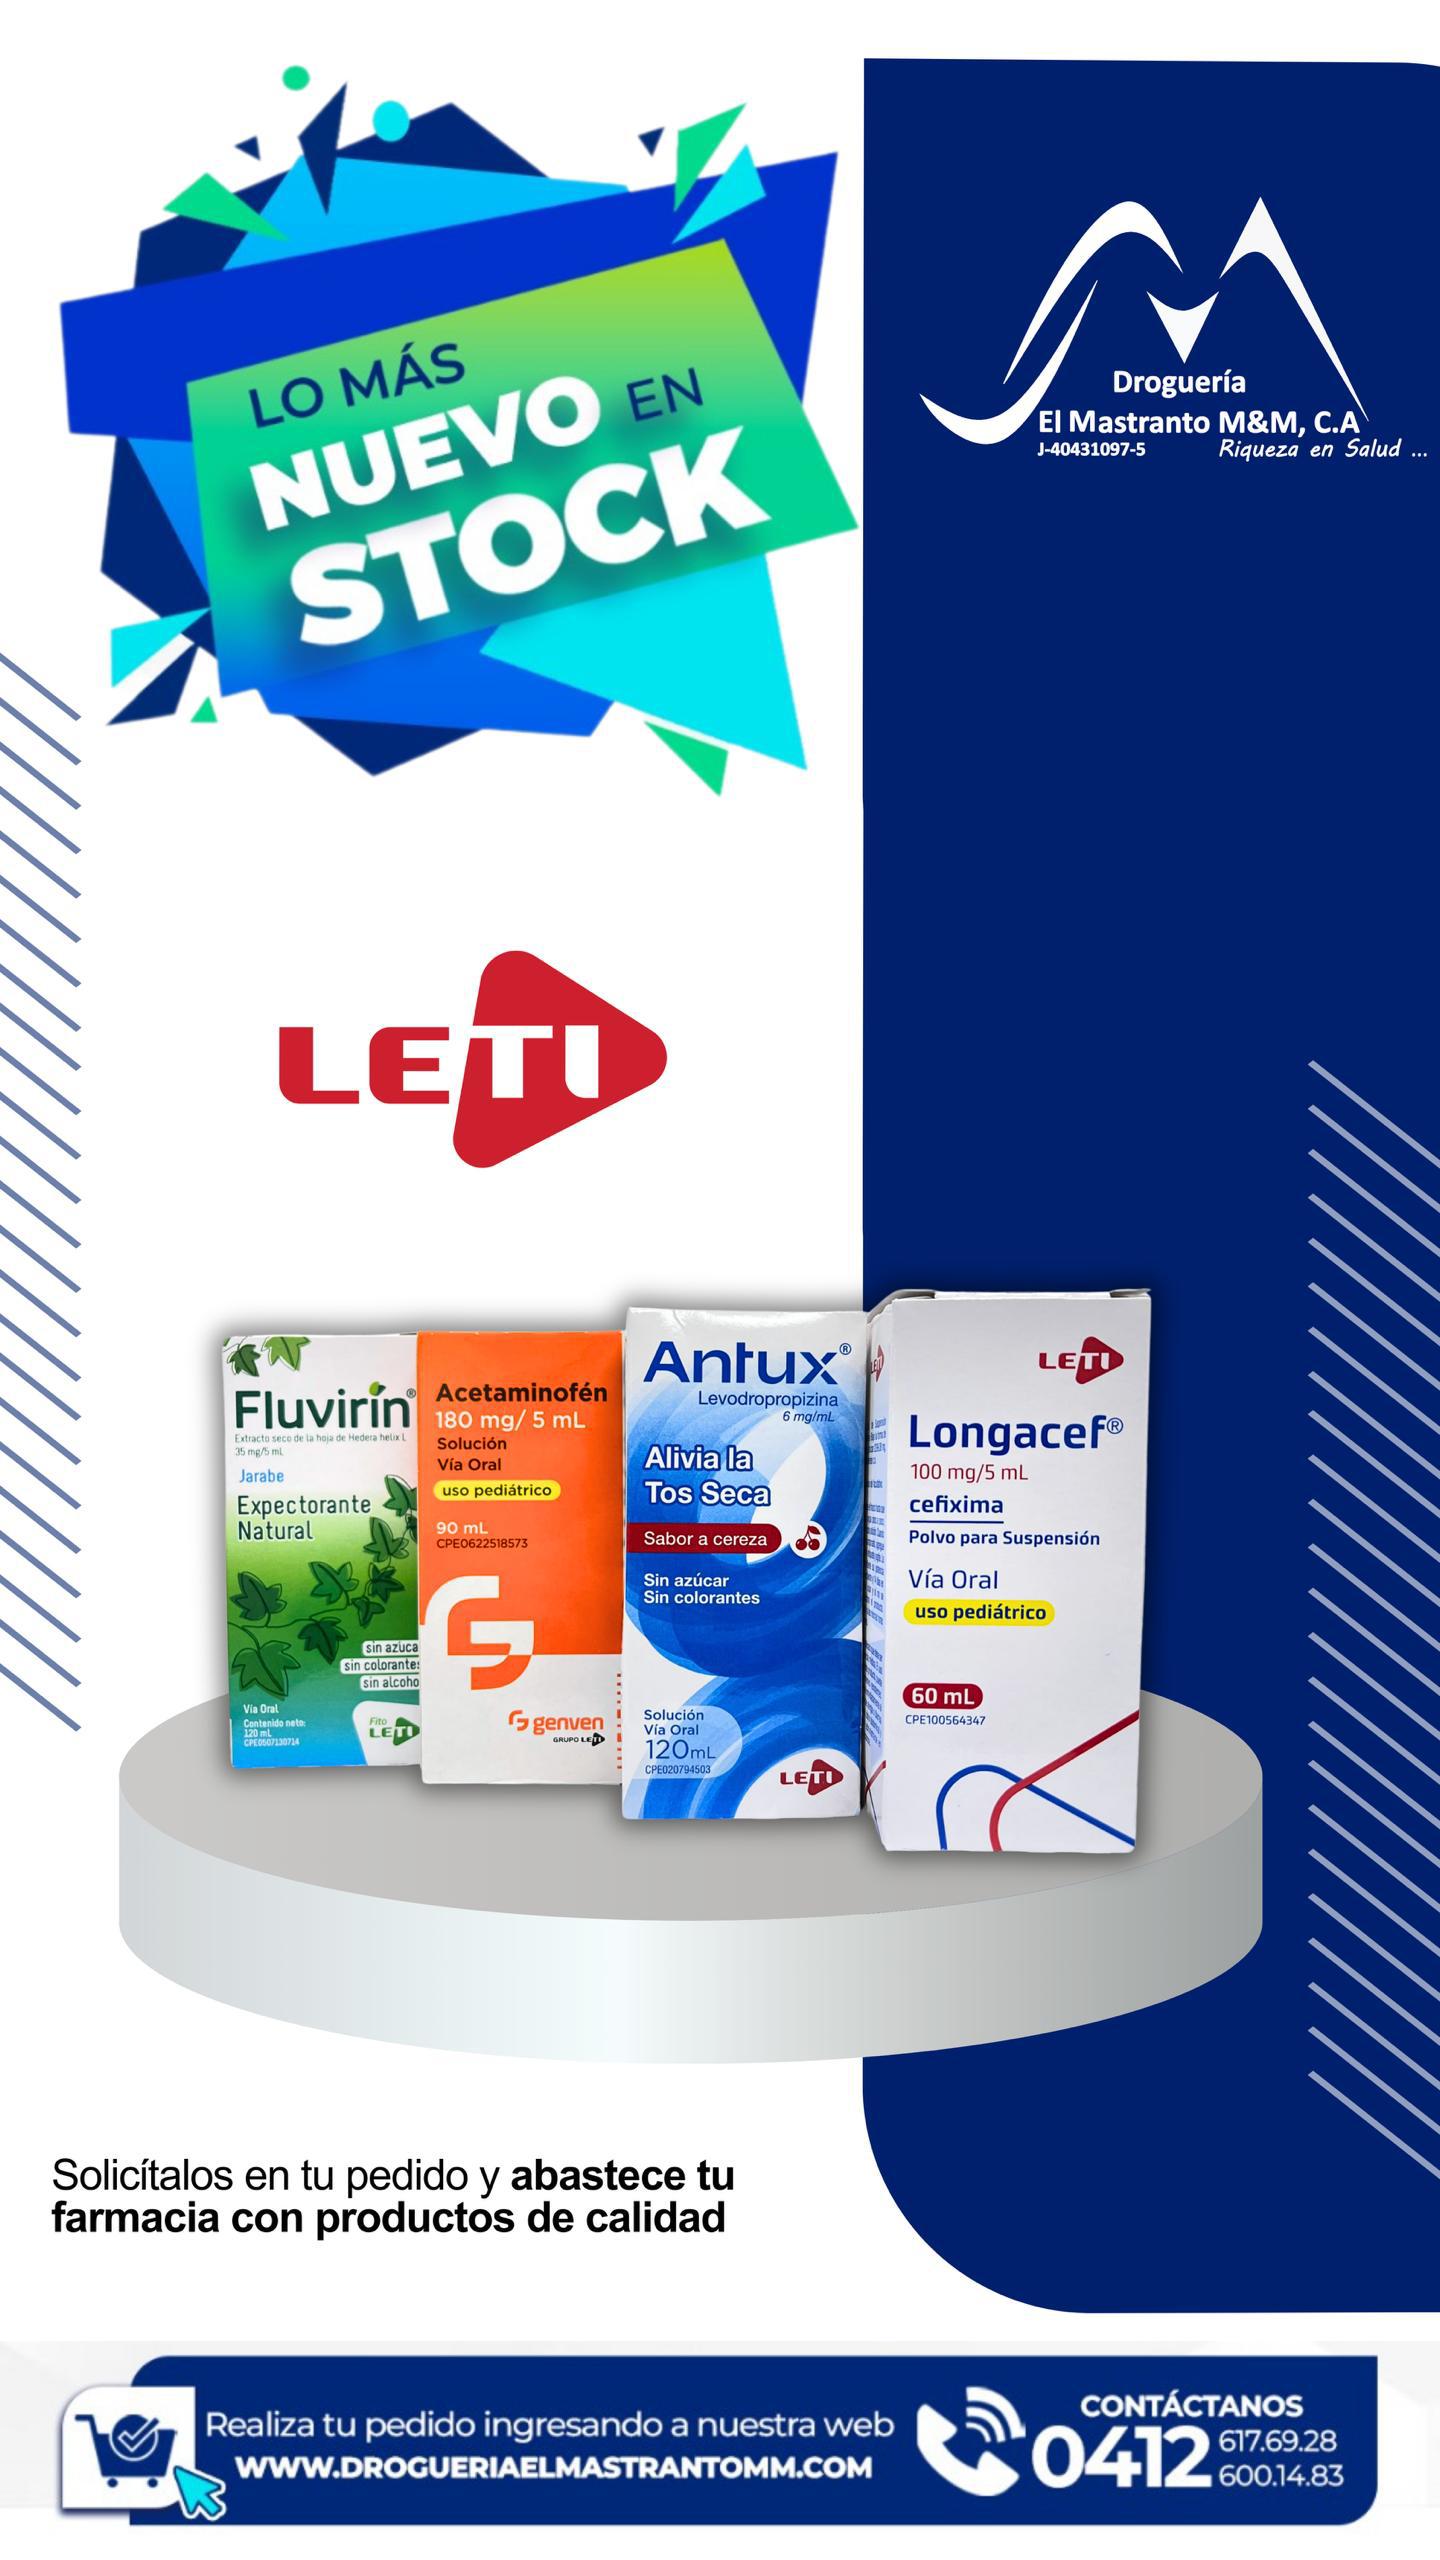 LO MÁS
NUEVO EN
STOCK
Droguería
El Mastranto M&M, C.A
J-40431097-5
Riqueza en Salud ...
LETI
Fluvirín®
Extracto seco de la hoja de Hedera helix L
35 mg/5 mL
Jarabe
Expectorante
Natural
sin azúca
sin colorante
sin alcoho
Vía Oral
Contenido neto:
120 mL
CPE0507130714
Fito
LETI
Acetaminofén
180 mg/ 5 mL
Solución
Vía Oral
uso pediátrico
90 mL
CPE0622518573
genven
GRUPO LETI
Antux®
Levodropropizina
6 mg/mL
Alivia la
Tos Seca
Sabor a cereza
Sin azúcar
Sin colorantes
Solución
Vía Oral
120mL
CPE020794503
LETI
LETI
LETI
Longacef®
100 mg/5 mL
cefixima
Polvo para Suspensión
Vía Oral
uso pediátrico
60 mL
CPE100564347
Solicítalos en tu pedido y abastece tu
farmacia con productos de calidad
Realiza tu pedido ingresando a nuestra web
WWW.DROGUERIAELMASTRANTOMM.COM
CONTÁCTANOS
0412 617.69.28
600.14.83